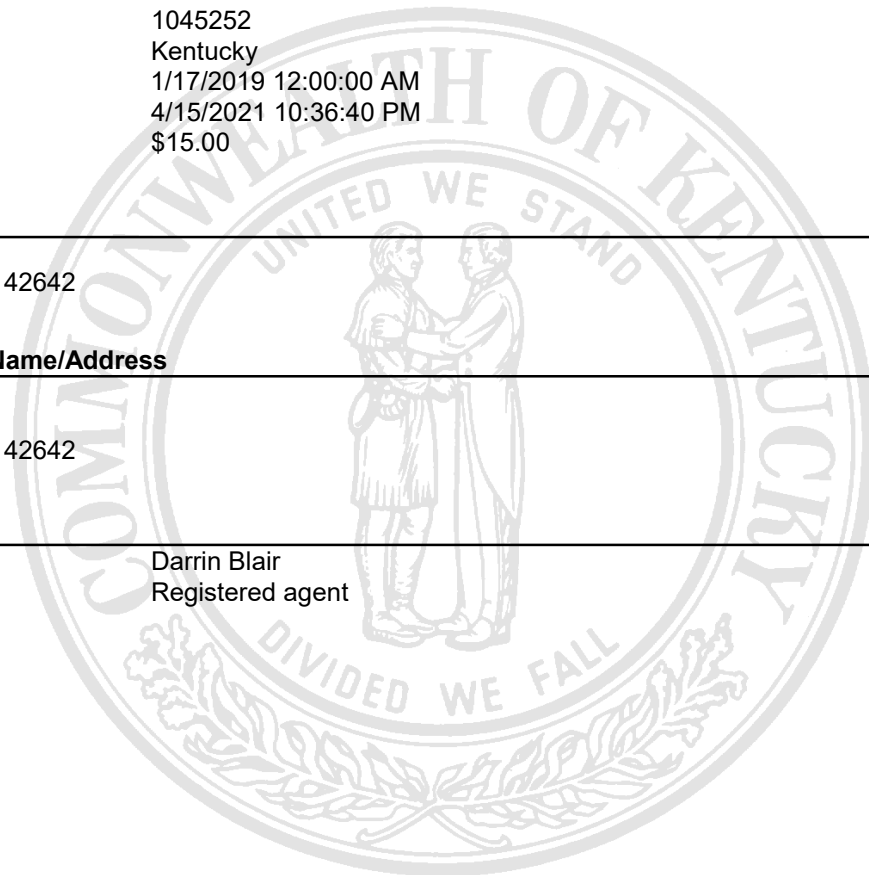 1045252
Kentucky
1/17/2019 12:00:00 AM
4/15/2021 10:36:40 PM
$15.00
42642
Name/Address
42642
Darrin Blair
Registered agent
COMMONWEALTH OF KENTUCKY
UNITED WE STAND
DIVIDED WE FALL